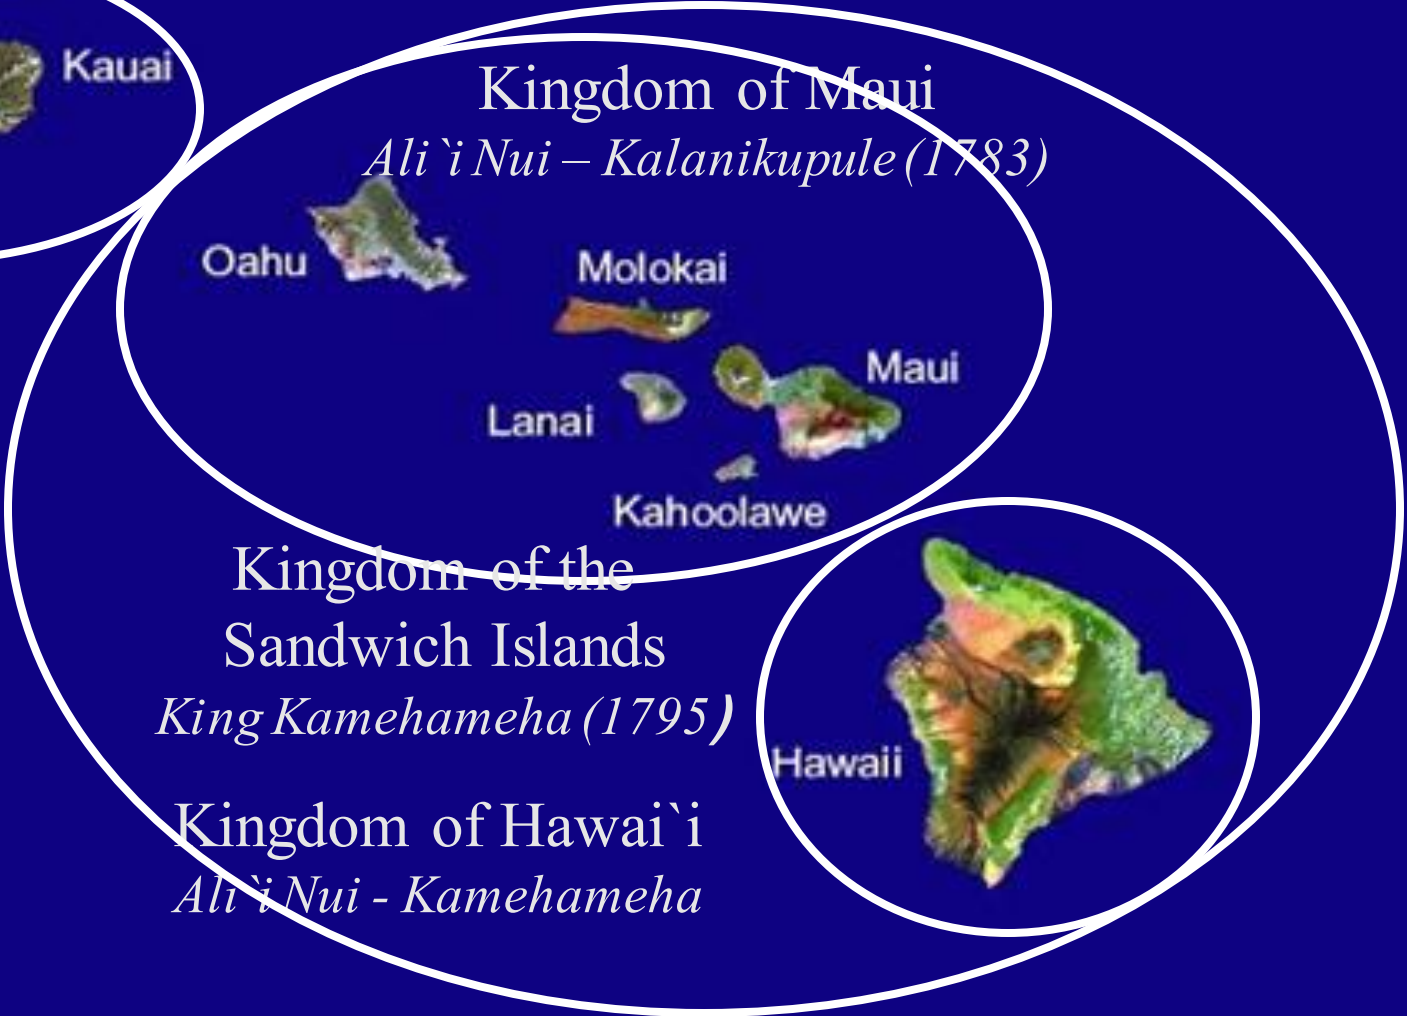 Kauai
Kingdom of Maui
Ali`i Nui – Kalanikupule (1783)
Oahu
Molokai
Maui
Lanai
Kahoolawe
Kingdom of the
Sandwich Islands
King Kamehameha (1795)
Hawaii
Kingdom of Hawai`i
Ali`i Nui - Kamehameha